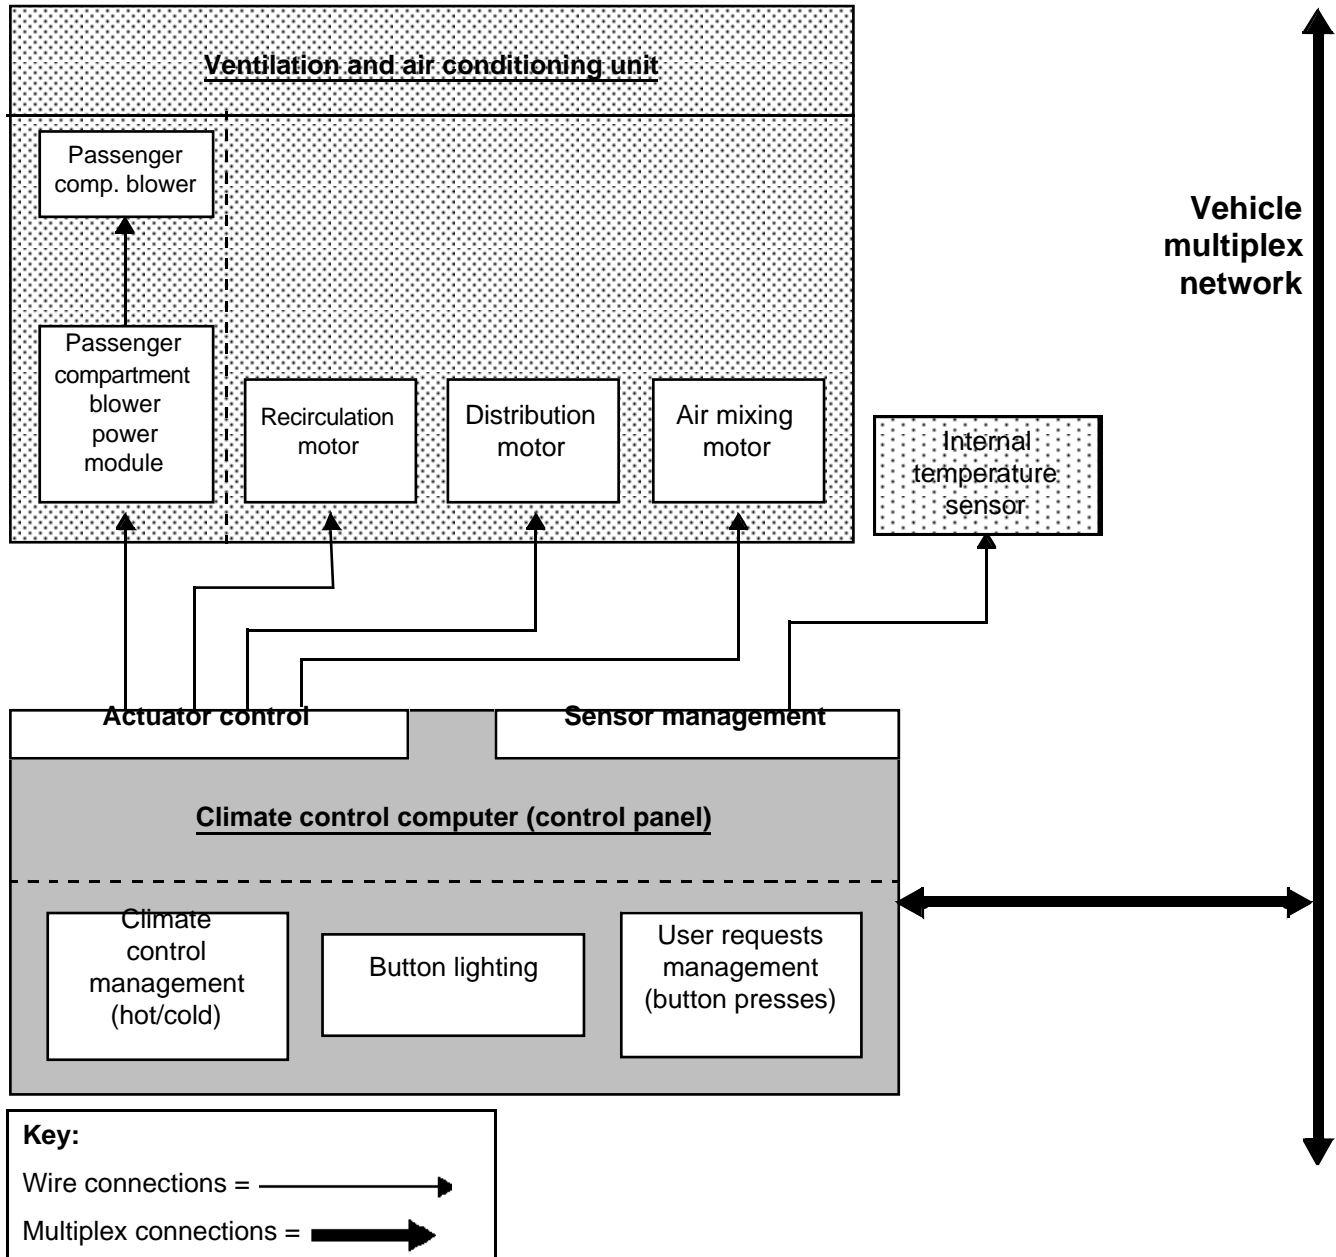 Ventilation and air conditioning unit
Passenger
comp. blower
Vehicle
multiplex
network
Passenger
compartment
blower
power
module
Recirculation
motor
Distribution
motor
Air mixing
motor
Internal
temperature
sensor
Actuator control
Sensor management
Climate control computer (control panel)
Climate
control
management
(hot/cold)
Button lighting
User requests
management
(button presses)
Key:
Wire connections =
Multiplex connections =